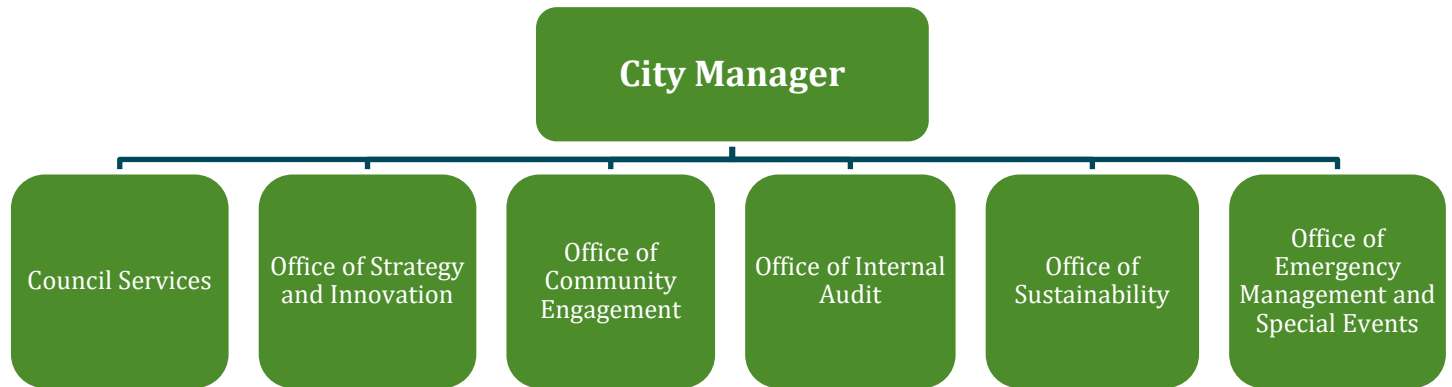 City Manager
Council Services
Office of Strategy
and Innovation
Office of
Community
Engagement
Office of Internal
Audit
Office of
Sustainability
Office of
Emergency
Management and
Special Events